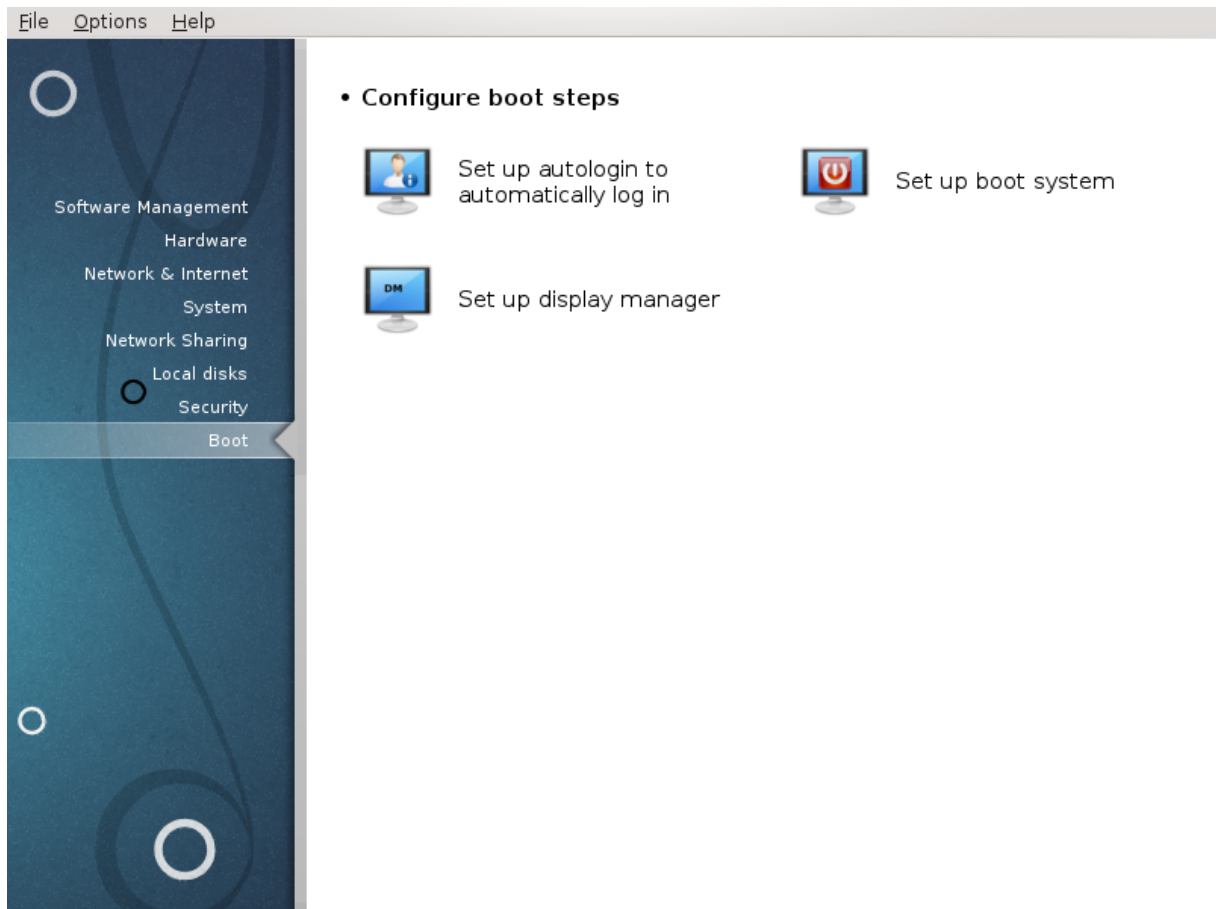 File Options Help
• Configure boot steps
Set up autologin to
automatically log in
Set up boot system
DM
Set up display manager
Software Management
Hardware
Network & Internet
System
Network Sharing
Local disks
Security
Boot